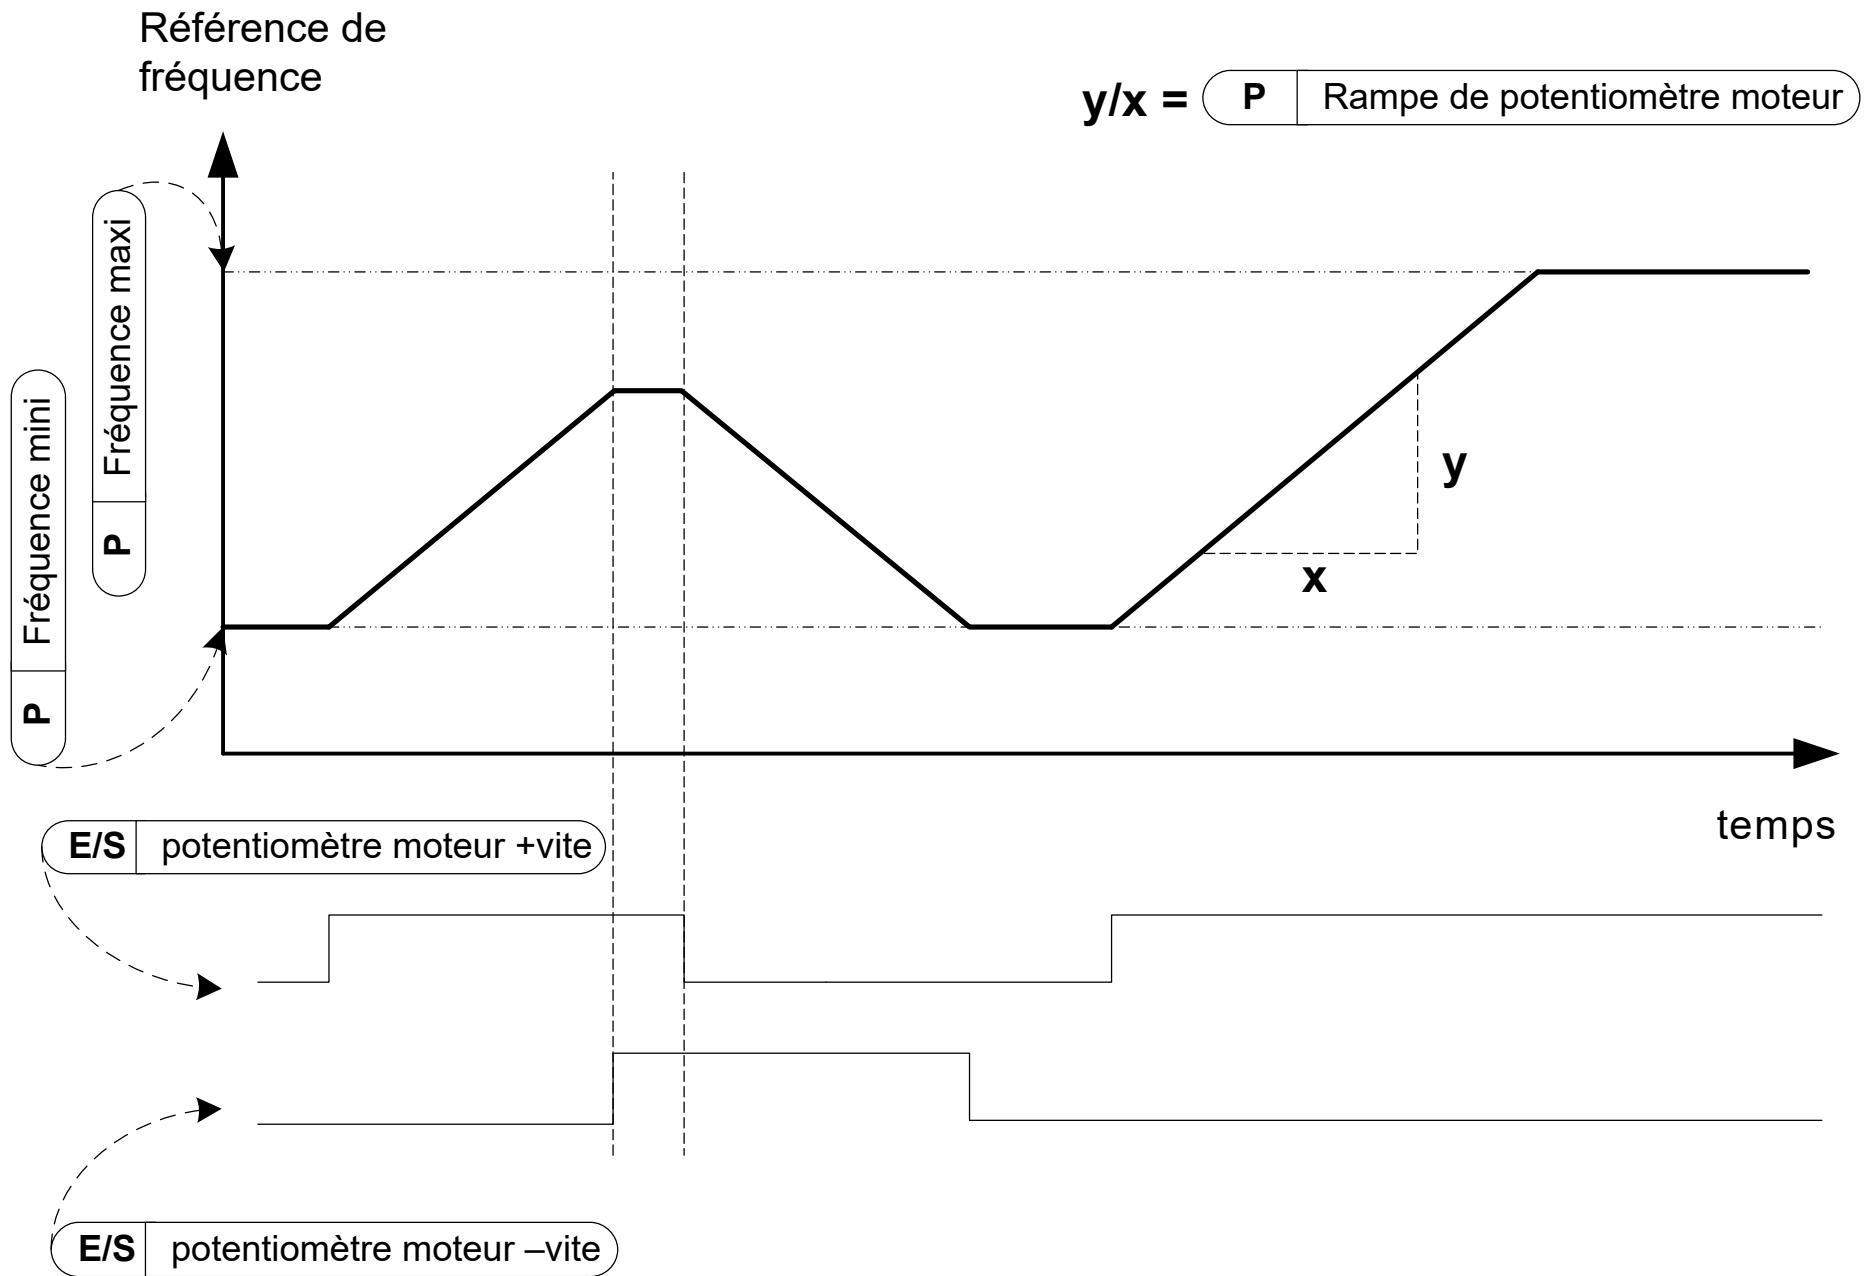 Référence de
fréquence
y/x = P Rampe de potentiomètre moteur
P Fréquence maxi
P Fréquence mini
y
x
temps
E/S potentiomètre moteur +vite
E/S potentiomètre moteur –vite